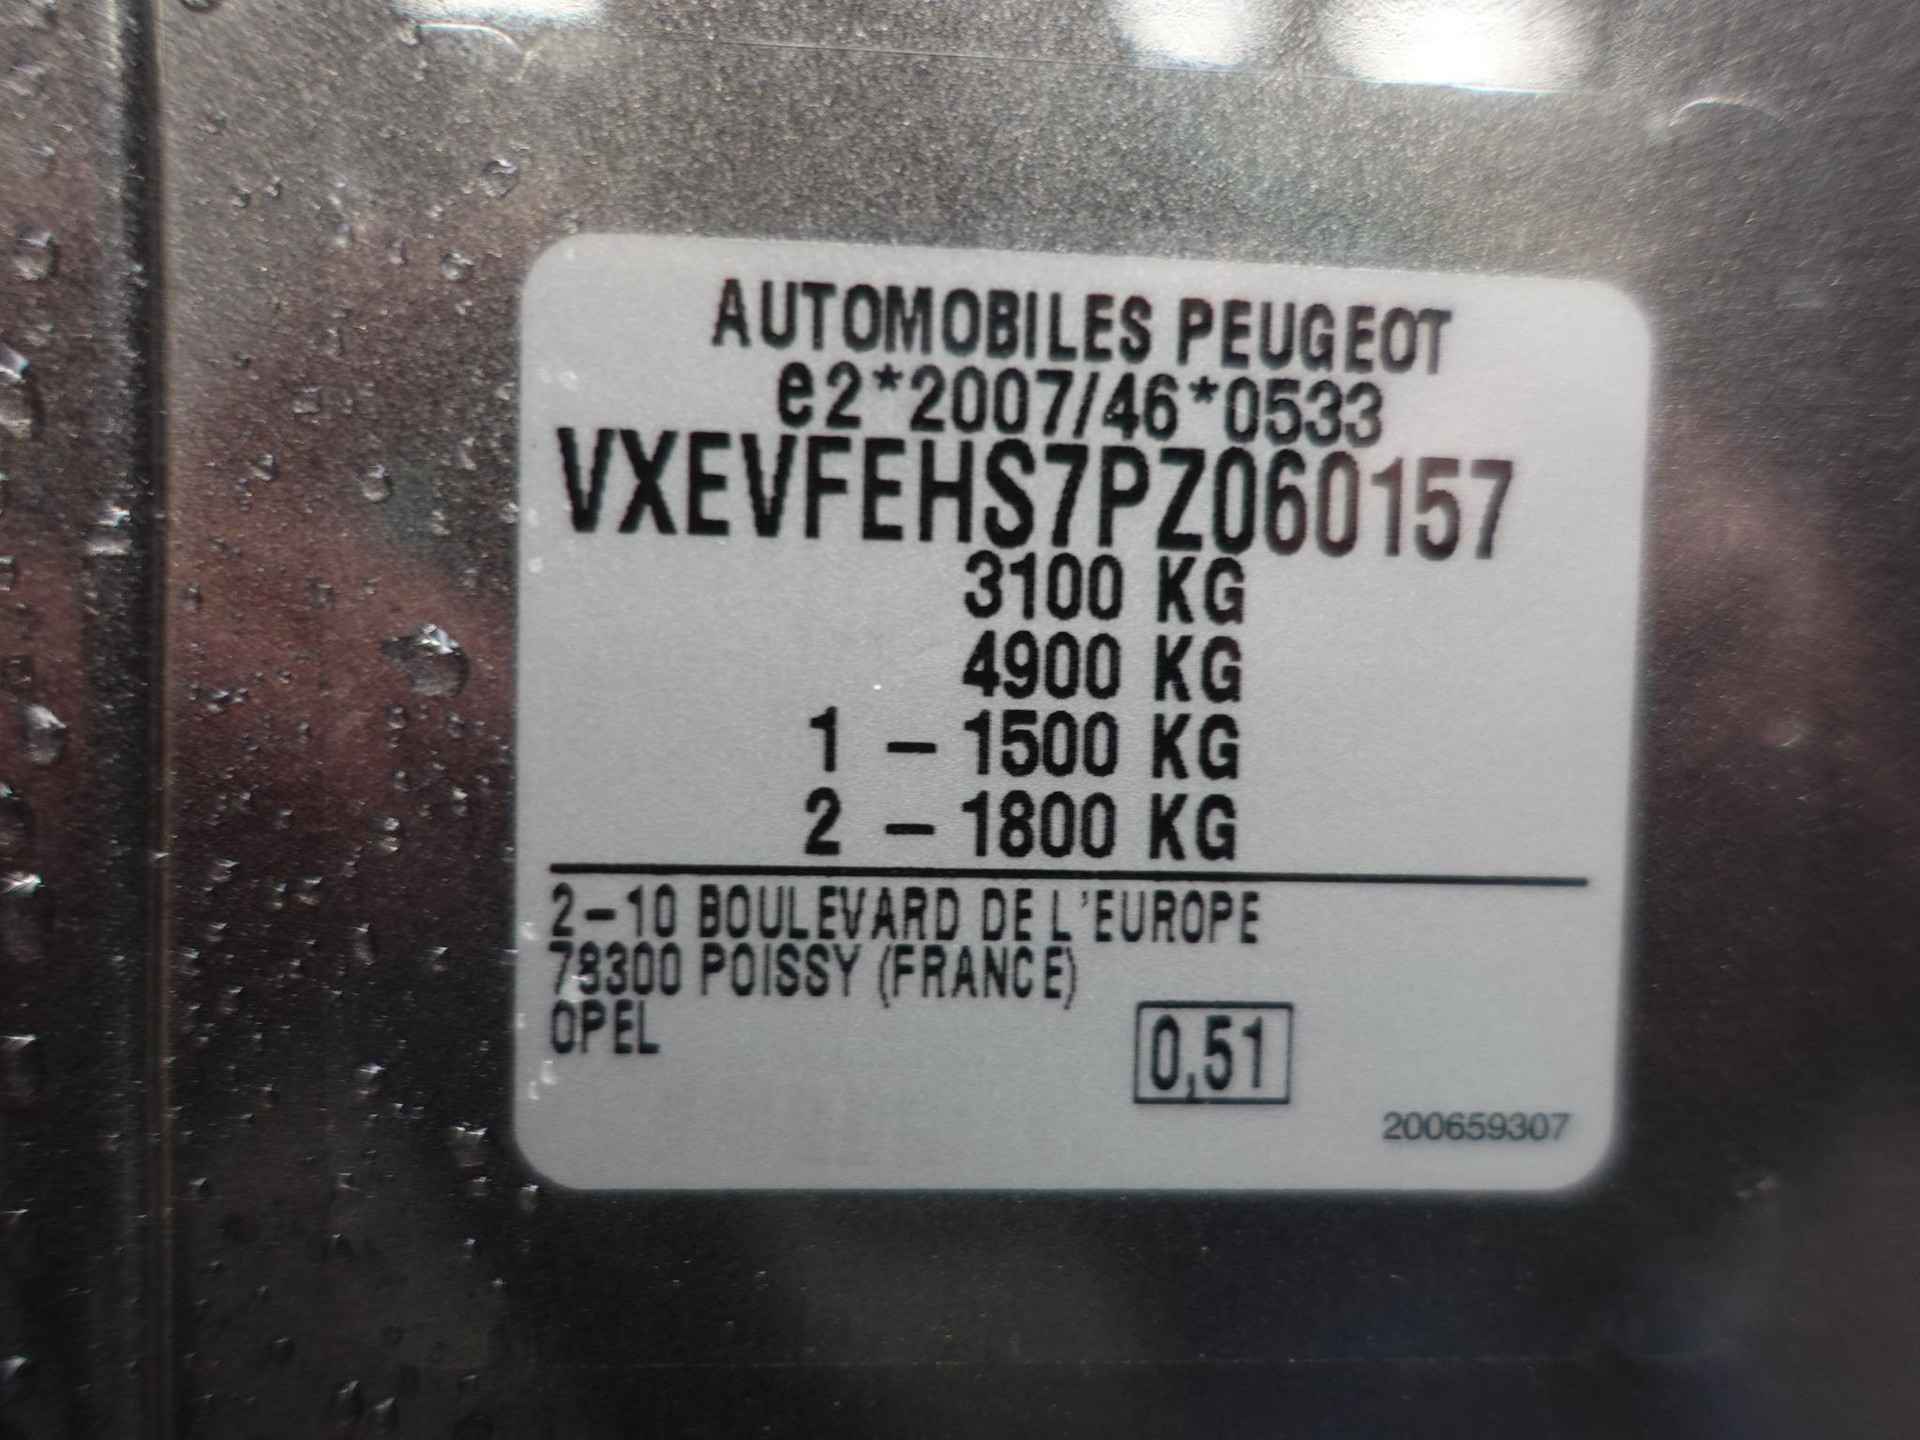 AUTOMOBILES PEUGEOT
e2*2007/46*0533
VXEVFEHS7PZ060157
3100 KG
4900 KG
1 - 1500 KG
2 - 1800 KG
2-10 BOULEVARD DE L'EUROPE
78300 POISSY (FRANCE)
OPEL
0,51
200659307